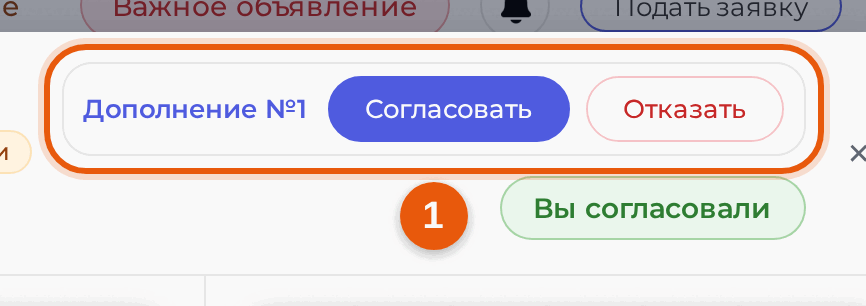 е
Важное объявление
Подать заявку
Дополнение №1
Согласовать
Отказать
и
1
Вы согласовали